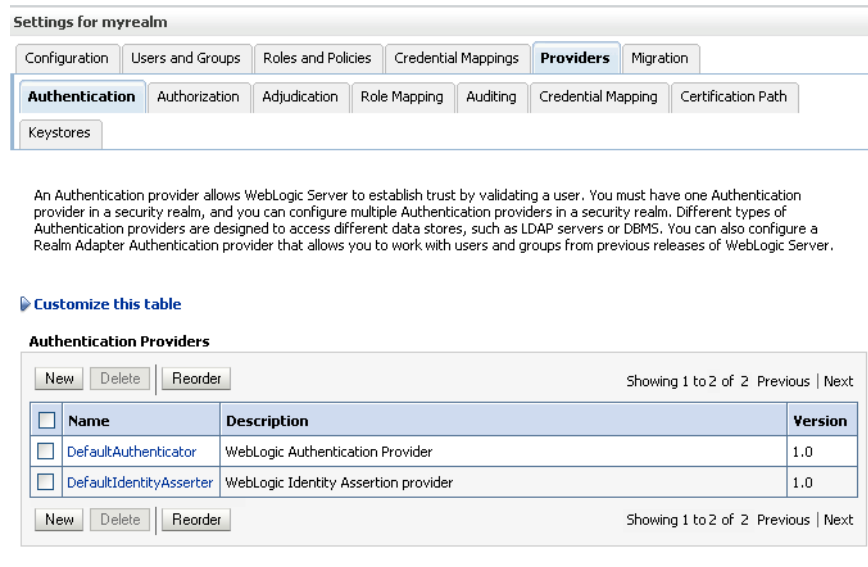 Settings for myrealm
Configuration Users and Groups Roles and Policies Credential Mappings Providers Migration
Authentication Authorization Adjudication Role Mapping Auditing Credential Mapping Certification Path
Keystores
An Authentication provider allows WebLogic Server to establish trust by validating a user. You must have one Authentication
provider in a security realm, and you can configure multiple Authentication providers in a security realm. Different types of
Authentication providers are designed to access different data stores, such as LDAP servers or DBMS. You can also configure a
Realm Adapter Authentication provider that allows you to work with users and groups from previous releases of WebLogic Server.
Customize this table
Authentication Providers
New Delete Reorder Showing 1 to 2 of 2 Previous | Next
Name Description Version
DefaultAuthenticator WebLogic Authentication Provider 1.0
DefaultIdentityAsserter WebLogic Identity Assertion provider 1.0
New Delete Reorder Showing 1 to 2 of 2 Previous | Next